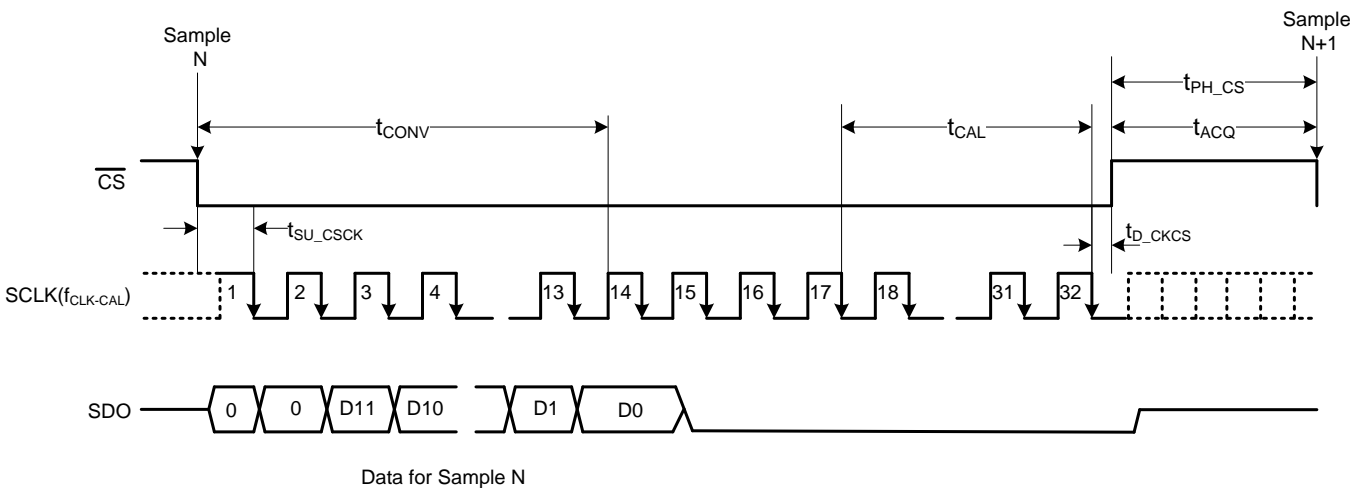 Sample
N
Sample
N+1
tPH_CS
tCONV
tCAL
tACQ
CS
tSU_CSCK
tD_CKCS
SCLK(fCLK-CAL)
1 2 3 4 13 14 15 16 17 18 31 32
SDO
0 0 D11 D10 D1 D0
Data for Sample N